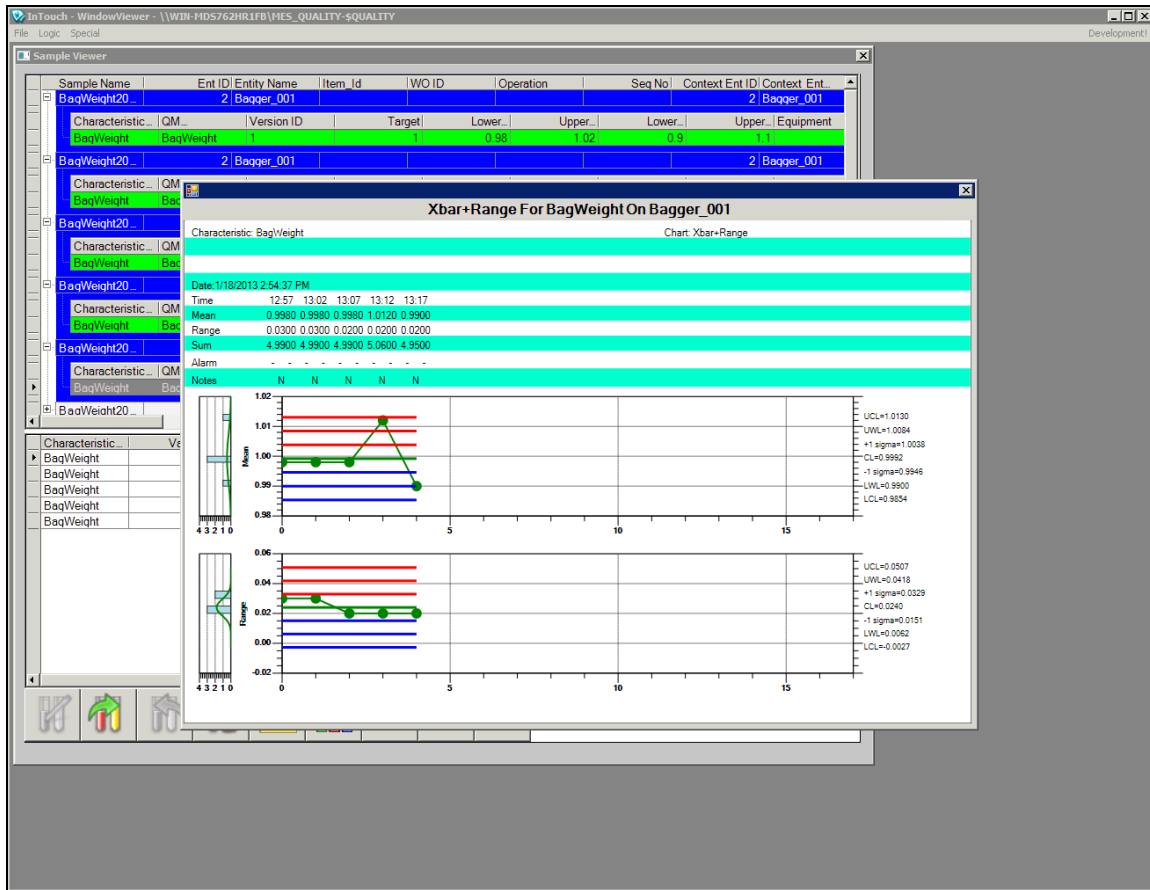 InTouch - WindowViewer - \\WIN-MD5762HR1FB\MES_QUALITY-$QUALITY
File Logic Special Development!
Sample Viewer
Sample Name Ent ID Entity Name Item_Id WO ID Operation Seq No Context Ent ID Context Ent...
BagWeight20... 2 Bagger_001 2 Bagger_001
Characteristic... QM... Version ID Target Lower... Upper... Lower... Upper... Equipment
BagWeight BagWeight 1 1 0.98 1.02 0.9 1.1
BagWeight20... 2 Bagger_001 2 Bagger_001
Characteristic... QM
BagWeight Bag
BagWeight20...
Characteristic... QM
BagWeight Bag
BagWeight20...
Characteristic... QM
BagWeight Bag
BagWeight20...
Characteristic... QM
BagWeight Bag
BagWeight20...
Characteristic... Va
BagWeight
BagWeight
BagWeight
BagWeight
BagWeight
Xbar+Range For BagWeight On Bagger_001
Characteristic: BagWeight Chart: Xbar+Range
Date:1/18/2013 2:54:37 PM
Time 12:57 13:02 13:07 13:12 13:17
Mean 0.9980 0.9980 0.9980 1.0120 0.9900
Range 0.0300 0.0300 0.0200 0.0200 0.0200
Sum 4.9900 4.9900 4.9900 5.0600 4.9500
Alarm - - - - - - - - - -
Notes N N N N N
1.02
1.01
1.00
0.99
0.98
Mean
4 3 2 1 0
0 5 10 15
UCL=1.0130
UWL=1.0084
+1 sigma=1.0038
CL=0.9992
-1 sigma=0.9946
LWL=0.9900
LCL=0.9854
0.06
0.04
0.02
0.00
-0.02
Range
4 3 2 1 0
0 5 10 15
UCL=0.0507
UWL=0.0418
+1 sigma=0.0329
CL=0.0240
-1 sigma=0.0151
LWL=0.0062
LCL=-0.0027